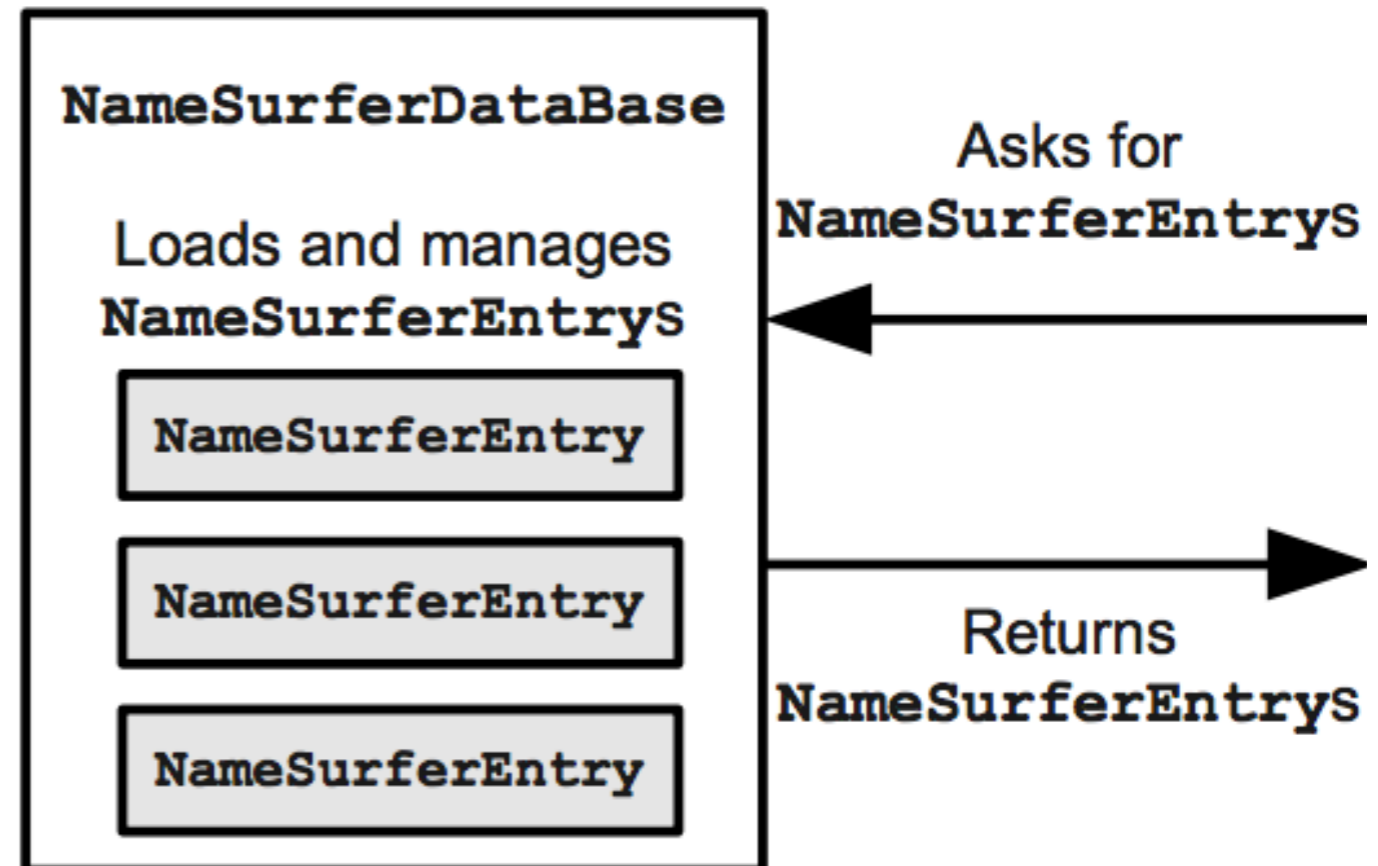 NameSurferDataBase
Loads and manages
NameSurferEntrys
NameSurferEntry
NameSurferEntry
NameSurferEntry
Asks for
NameSurferEntrys
Returns
NameSurferEntrys